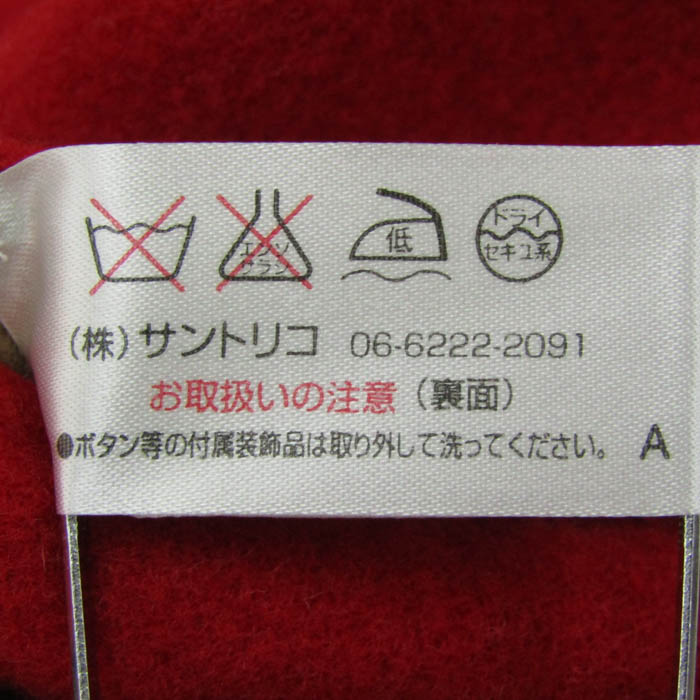 エンソ
サラシ
低
ドライ
セキユ系
(株)サントリコ 06-6222-2091
お取扱いの注意(裏面)
●ボタン等の付属装飾品は取り外して洗ってください。 A